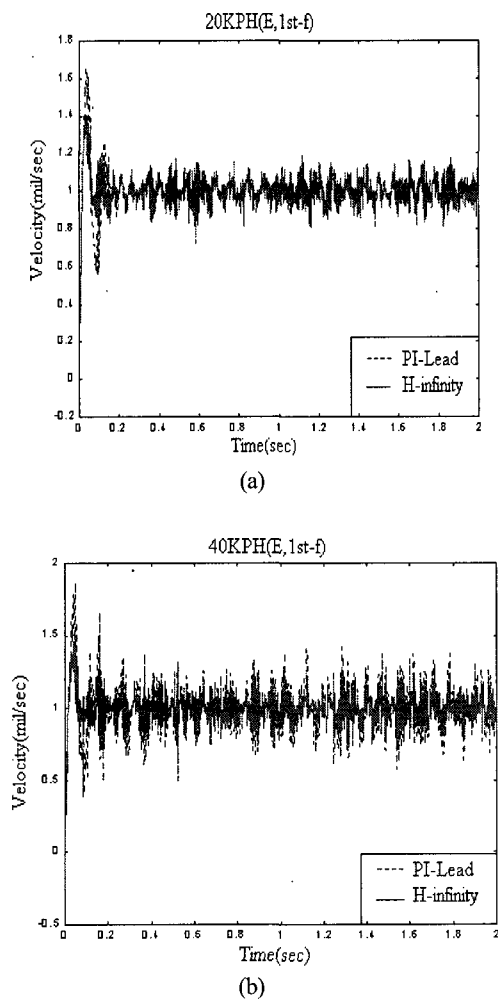 20KPH(E,1st-f)
1.8
1.6
1.4
1.2
1
0.8
0.6
0.4
0.2
0
-0.2
Velocity(mil/sec)
PI-Lead
H-infinity
0 0.2 0.4 0.6 0.8 1 1.2 1.4 1.6 1.8 2
Time(sec)
(a)
40KPH(E,1st-f)
2
1.5
1
0.5
0
-0.5
Velocity(mil/sec)
PI-Lead
H-infinity
0 0.2 0.4 0.6 0.8 1 1.2 1.4 1.6 1.8 2
Time(sec)
(b)